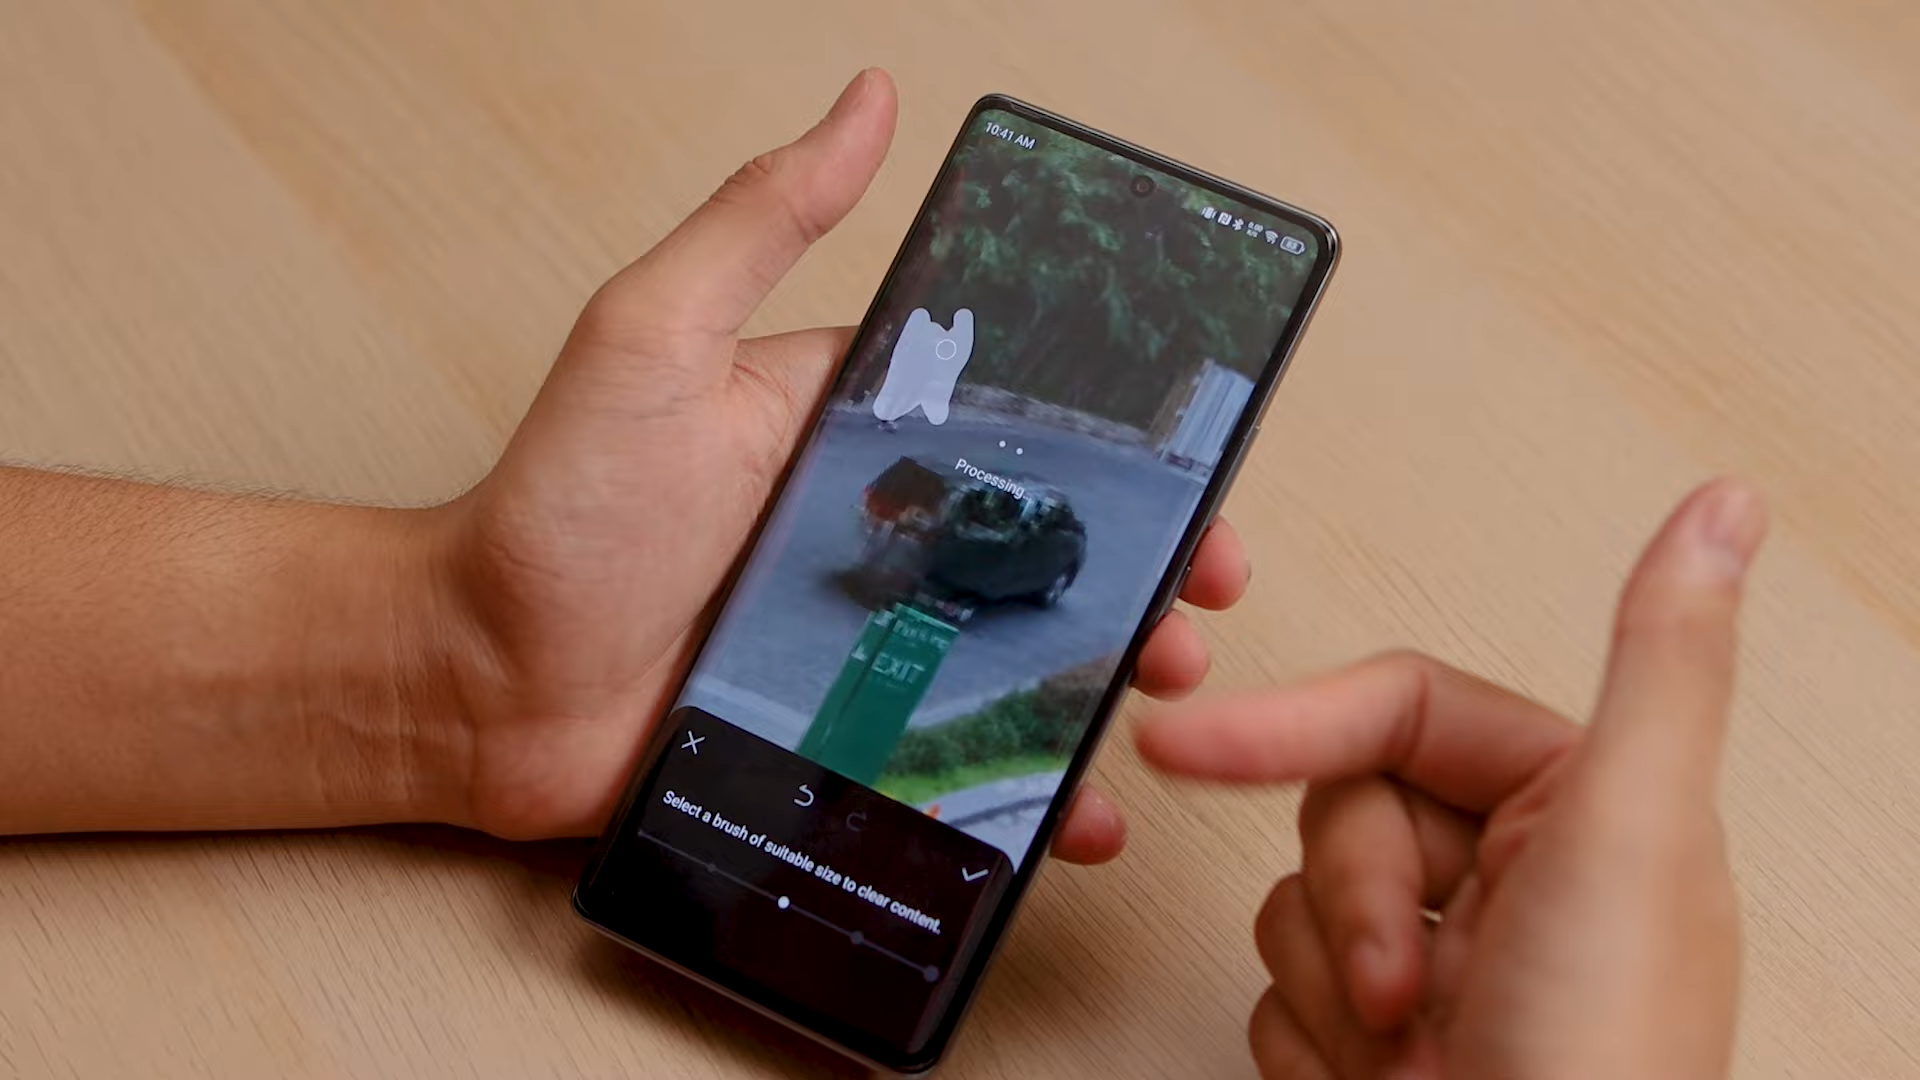 10:41 AM
Processing...
EXIT
Select a brush of suitable size to clear content.